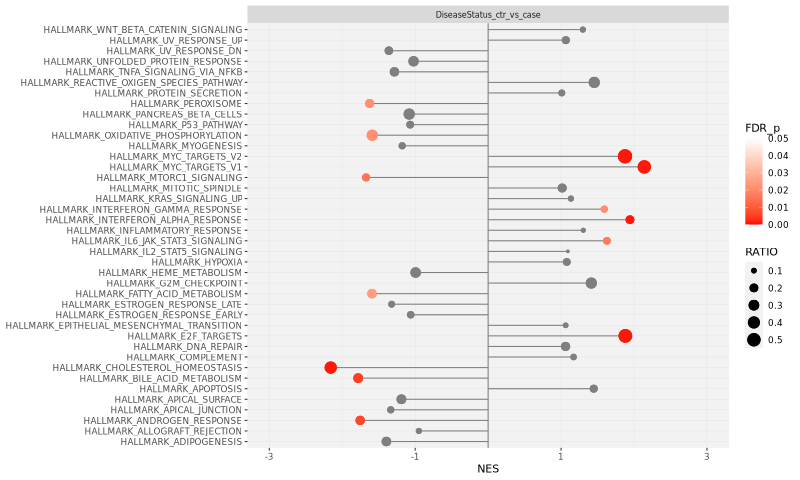 DiseaseStatus_ctr_vs_case
HALLMARK_WNT_BETA_CATENIN_SIGNALING
HALLMARK_UV_RESPONSE_UP
HALLMARK_UV_RESPONSE_DN
HALLMARK_UNFOLDED_PROTEIN_RESPONSE
HALLMARK_TNFA_SIGNALING_VIA_NFKB
HALLMARK_REACTIVE_OXIGEN_SPECIES_PATHWAY
HALLMARK_PROTEIN_SECRETION
HALLMARK_PEROXISOME
HALLMARK_PANCREAS_BETA_CELLS
HALLMARK_P53_PATHWAY
HALLMARK_OXIDATIVE_PHOSPHORYLATION
HALLMARK_MYOGENESIS
HALLMARK_MYC_TARGETS_V2
HALLMARK_MYC_TARGETS_V1
HALLMARK_MTORC1_SIGNALING
HALLMARK_MITOTIC_SPINDLE
HALLMARK_KRAS_SIGNALING_UP
HALLMARK_INTERFERON_GAMMA_RESPONSE
HALLMARK_INTERFERON_ALPHA_RESPONSE
HALLMARK_INFLAMMATORY_RESPONSE
HALLMARK_IL6_JAK_STAT3_SIGNALING
HALLMARK_IL2_STAT5_SIGNALING
HALLMARK_HYPOXIA
HALLMARK_HEME_METABOLISM
HALLMARK_G2M_CHECKPOINT
HALLMARK_FATTY_ACID_METABOLISM
HALLMARK_ESTROGEN_RESPONSE_LATE
HALLMARK_ESTROGEN_RESPONSE_EARLY
HALLMARK_EPITHELIAL_MESENCHYMAL_TRANSITION
HALLMARK_E2F_TARGETS
HALLMARK_DNA_REPAIR
HALLMARK_COMPLEMENT
HALLMARK_CHOLESTEROL_HOMEOSTASIS
HALLMARK_BILE_ACID_METABOLISM
HALLMARK_APOPTOSIS
HALLMARK_APICAL_SURFACE
HALLMARK_APICAL_JUNCTION
HALLMARK_ANDROGEN_RESPONSE
HALLMARK_ALLOGRAFT_REJECTION
HALLMARK_ADIPOGENESIS
-3 -1 1 3
NES
FDR_p
0.05
0.04
0.03
0.02
0.01
0.00
RATIO
0.1
0.2
0.3
0.4
0.5